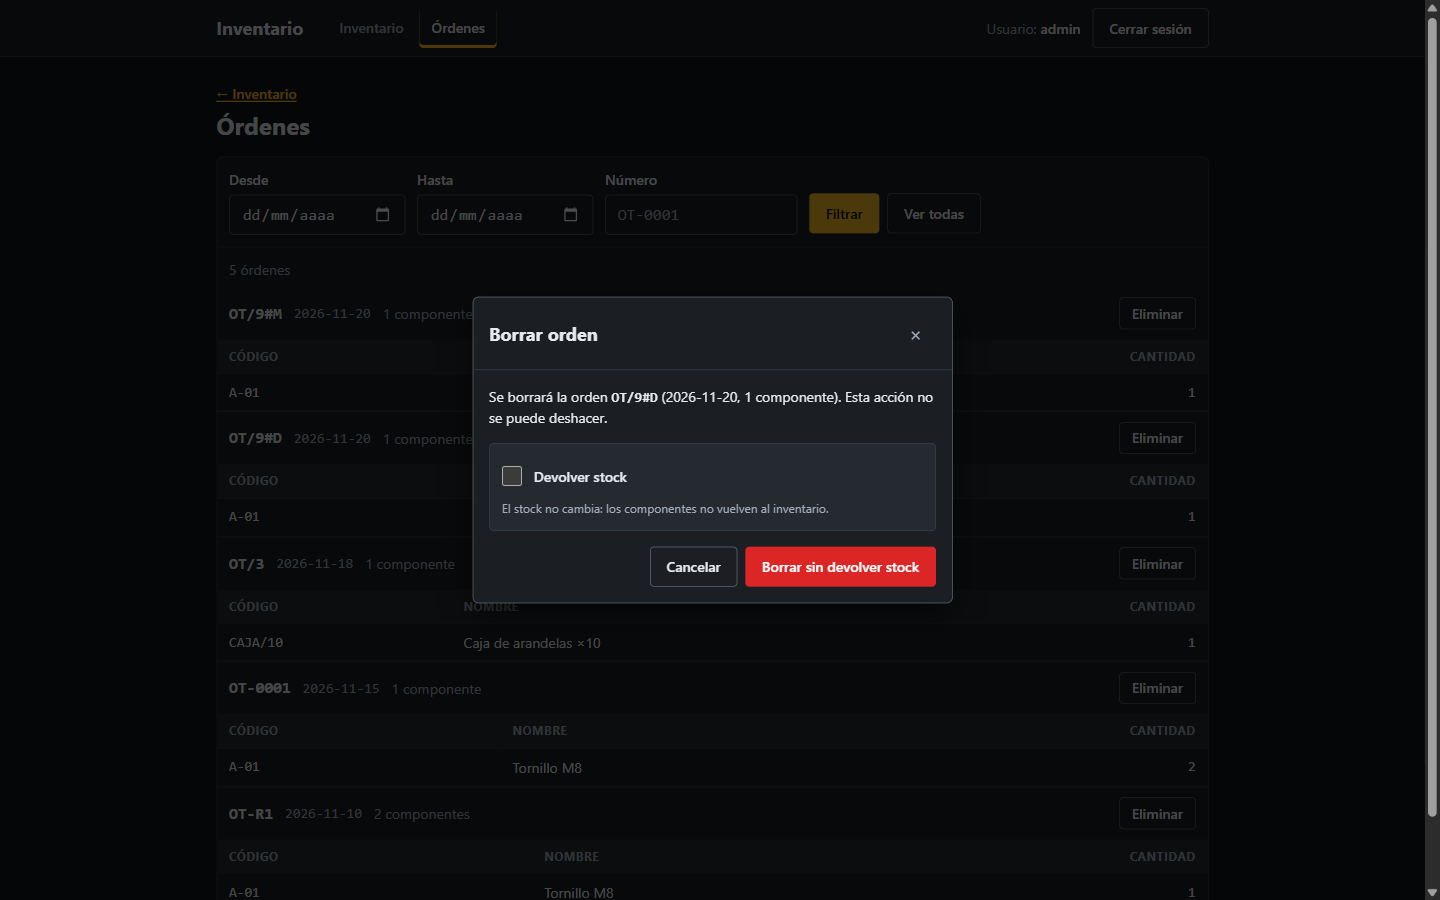 Inventario Inventario Órdenes Usuario: admin Cerrar sesión
← Inventario
Órdenes
Desde Hasta Número
dd/mm/aaaa dd/mm/aaaa OT-0001 Filtrar Ver todas
5 órdenes
OT/9#M 2026-11-20 1 componente Eliminar
CÓDIGO CANTIDAD
A-01 1
OT/9#D 2026-11-20 1 componente Eliminar
CÓDIGO CANTIDAD
A-01 1
Borrar orden ×
Se borrará la orden OT/9#D (2026-11-20, 1 componente). Esta acción no
se puede deshacer.
Devolver stock
El stock no cambia: los componentes no vuelven al inventario.
Cancelar Borrar sin devolver stock
OT/3 2026-11-18 1 componente Eliminar
CÓDIGO NOMBRE CANTIDAD
CAJA/10 Caja de arandelas ×10 1
OT-0001 2026-11-15 1 componente Eliminar
CÓDIGO NOMBRE CANTIDAD
A-01 Tornillo M8 2
OT-R1 2026-11-10 2 componentes Eliminar
CÓDIGO NOMBRE CANTIDAD
A-01 Tornillo M8 1